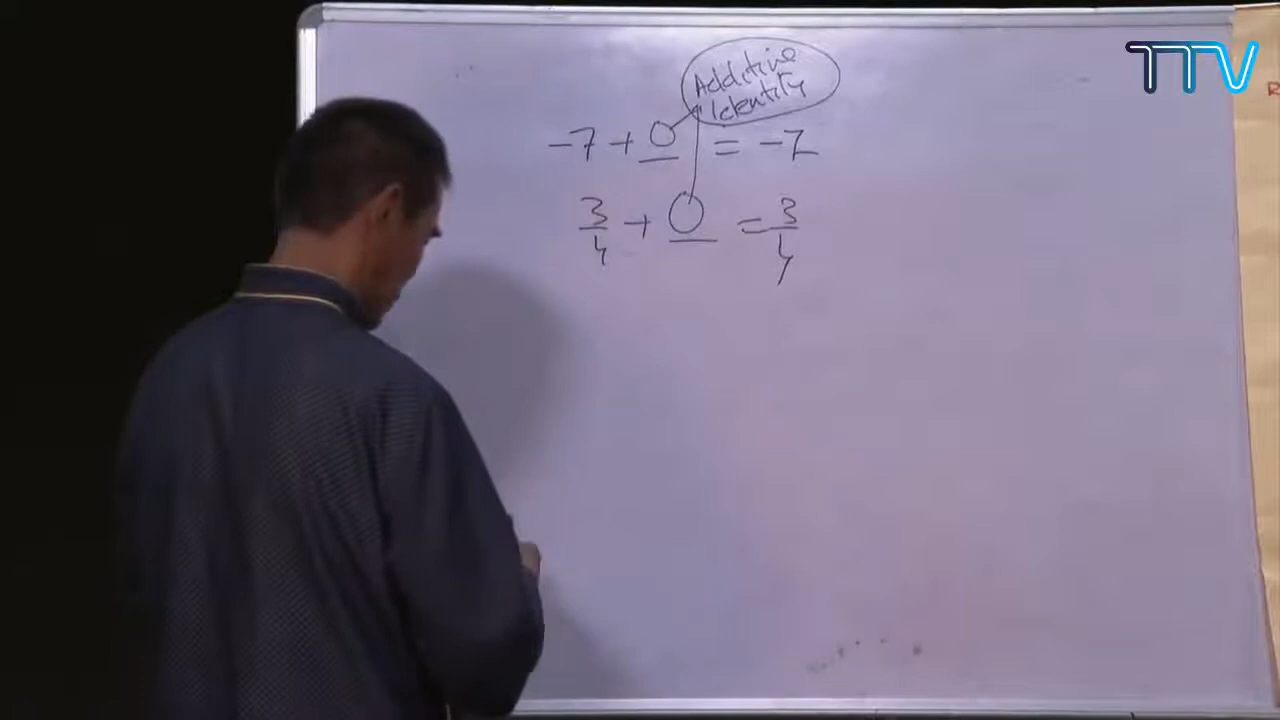 TTV
Additive
Identity
-7 + 0 = -7
3/4 + 0 = 3/4
R